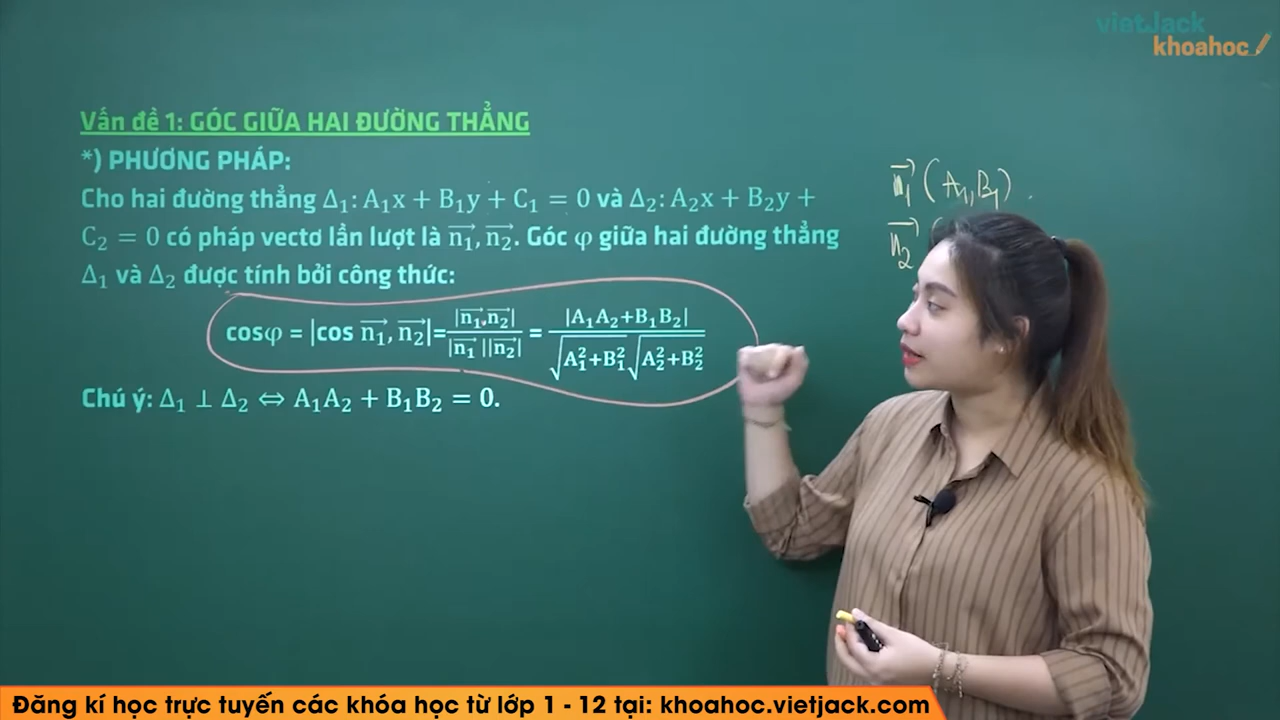 vietJack
khoahoc
Vấn đề 1: GÓC GIỮA HAI ĐƯỜNG THẲNG
*) PHƯƠNG PHÁP:
Cho hai đường thẳng Δ₁: A₁x + B₁y + C₁ = 0 và Δ₂: A₂x + B₂y +
C₂ = 0 có pháp vectơ lần lượt là n₁⃗, n₂⃗. Góc φ giữa hai đường thẳng
Δ₁ và Δ₂ được tính bởi công thức:
cosφ = |cos n₁⃗, n₂⃗|= |n₁⃗.n₂⃗| / |n₁⃗ ||n₂⃗| = |A₁A₂+B₁B₂| / √(A₁²+B₁²)√(A₂²+B₂²)
Chú ý: Δ₁ ⊥ Δ₂ ⇔ A₁A₂ + B₁B₂ = 0.
n₁⃗ (A₁,B₁)
n₂⃗ (
Đăng kí học trực tuyến các khóa học từ lớp 1 - 12 tại: khoahoc.vietjack.com